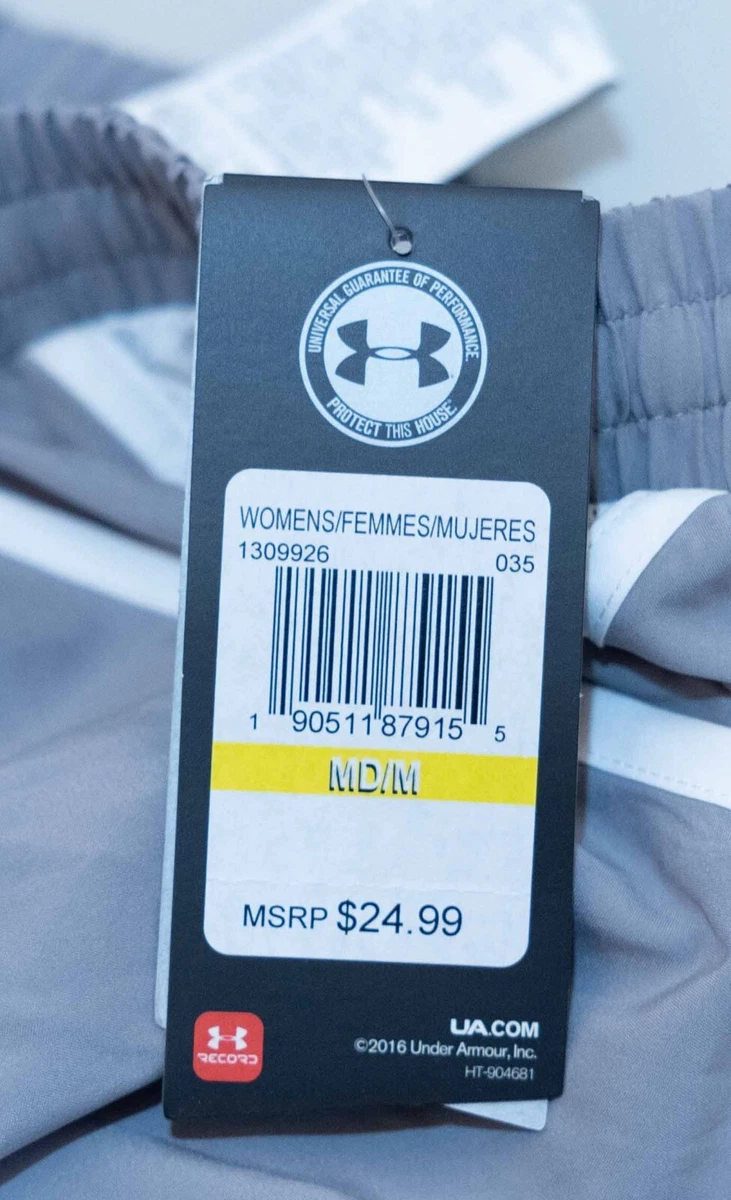 UNIVERSAL GUARANTEE OF PERFORMANCE.
PROTECT THIS HOUSE.®
WOMENS/FEMMES/MUJERES
1309926 035
1 90511 87915 5
MD/M
MSRP $24.99
RECORD
UA.COM
©2016 Under Armour, Inc.
HT-904681